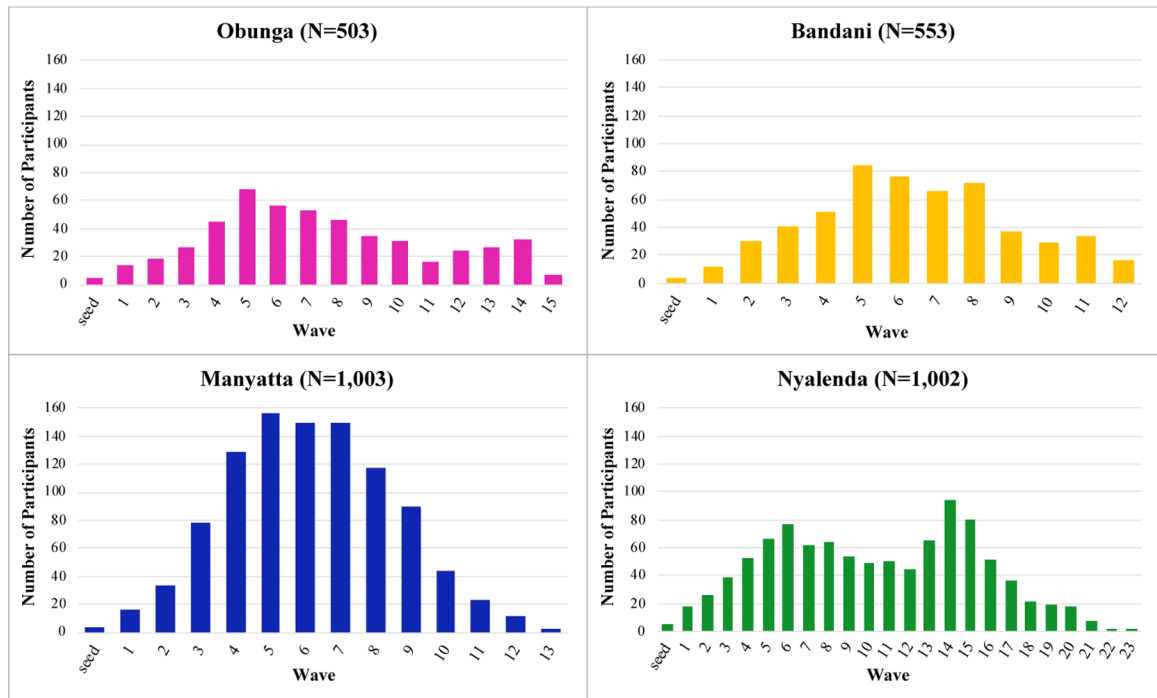 Obunga (N=503)
Number of Participants
160
140
120
100
80
60
40
20
0
seed 1 2 3 4 5 6 7 8 9 10 11 12 13 14 15
Wave
Bandani (N=553)
Number of Participants
160
140
120
100
80
60
40
20
0
seed 1 2 3 4 5 6 7 8 9 10 11 12
Wave
Manyatta (N=1,003)
Number of Participants
160
140
120
100
80
60
40
20
0
seed 1 2 3 4 5 6 7 8 9 10 11 12 13
Wave
Nyalenda (N=1,002)
Number of Participants
160
140
120
100
80
60
40
20
0
seed 1 2 3 4 5 6 7 8 9 10 11 12 13 14 15 16 17 18 19 20 21 22 23
Wave